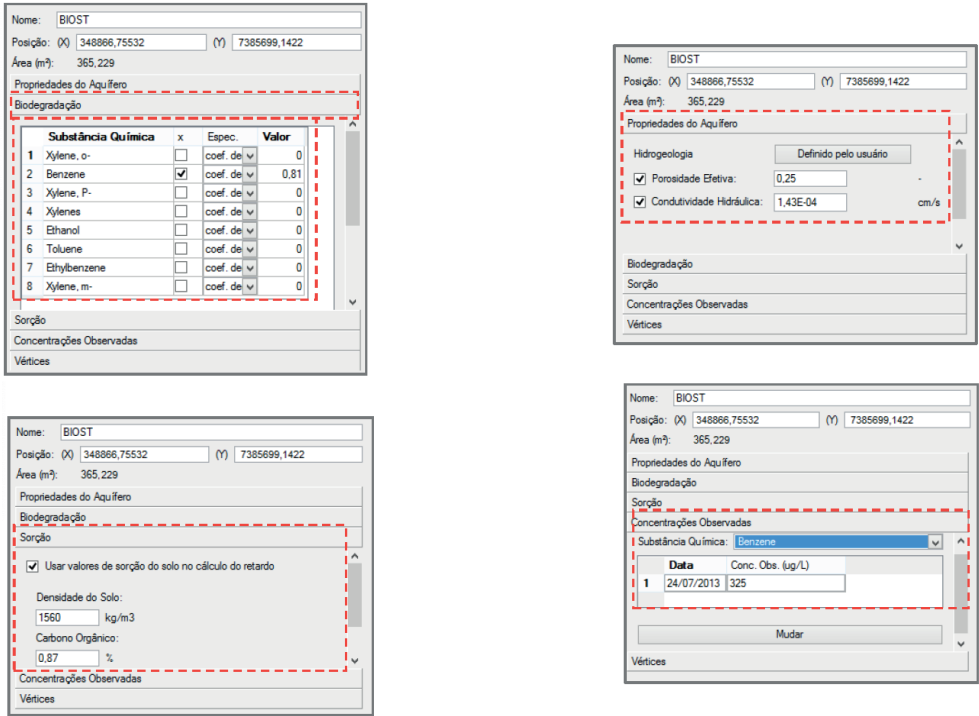 Nome: BIOST
Posição: (X) 348866,75532 (Y) 7385699,1422
Área (m²): 365,229
Propriedades do Aquífero
Biodegradação
Substância Química x Espec. Valor
1 Xylene, o- coef. de 0
2 Benzene coef. de 0,81
3 Xylene, P- coef. de 0
4 Xylenes coef. de 0
5 Ethanol coef. de 0
6 Toluene coef. de 0
7 Ethylbenzene coef. de 0
8 Xylene, m- coef. de 0
Sorção
Concentrações Observadas
Vértices
Nome: BIOST
Posição: (X) 348866,75532 (Y) 7385699,1422
Área (m²): 365,229
Propriedades do Aquífero
Hidrogeologia Definido pelo usuário
Porosidade Efetiva: 0,25 -
Condutividade Hidráulica: 1,43E-04 cm/s
Biodegradação
Sorção
Concentrações Observadas
Vértices
Nome: BIOST
Posição: (X) 348866,75532 (Y) 7385699,1422
Área (m²): 365,229
Propriedades do Aquífero
Biodegradação
Sorção
Usar valores de sorção do solo no cálculo do retardo
Densidade do Solo:
1560 kg/m3
Carbono Orgânico:
0,87 %
Concentrações Observadas
Vértices
Nome: BIOST
Posição: (X) 348866,75532 (Y) 7385699,1422
Área (m²): 365,229
Propriedades do Aquífero
Biodegradação
Sorção
Concentrações Observadas
Substância Química: Benzene
Data Conc. Obs. (ug/L)
1 24/07/2013 325
Mudar
Vértices